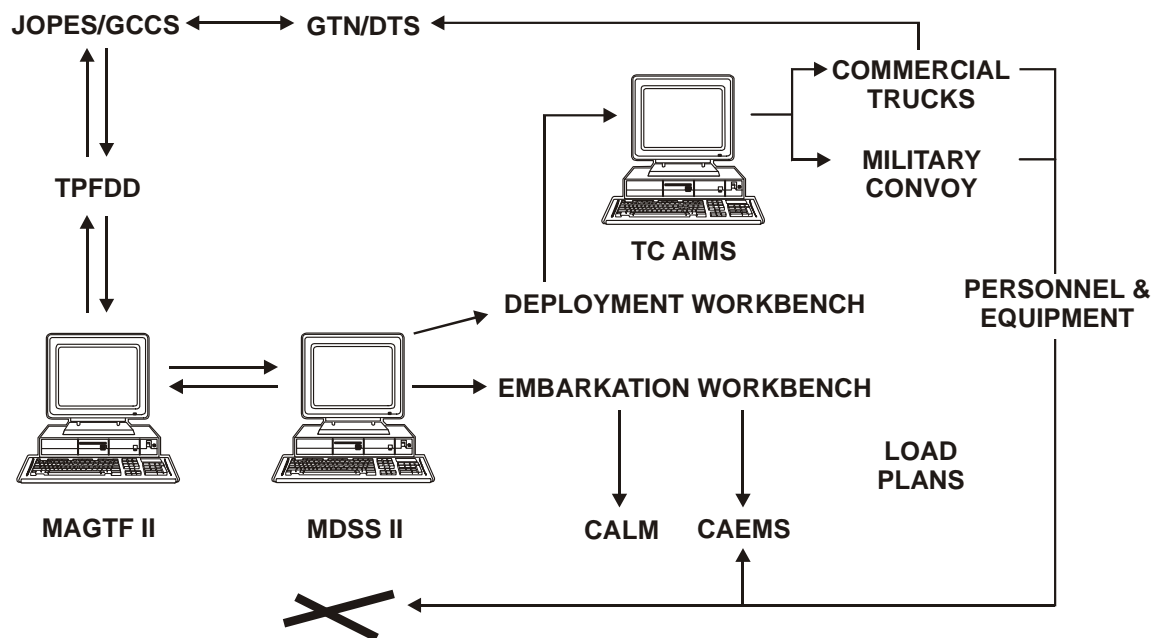 JOPES/GCCS
GTN/DTS
COMMERCIAL
TRUCKS
MILITARY
CONVOY
TPFDD
TC AIMS
DEPLOYMENT WORKBENCH
PERSONNEL &
EQUIPMENT
EMBARKATION WORKBENCH
LOAD
PLANS
MAGTF II
MDSS II
CALM
CAEMS